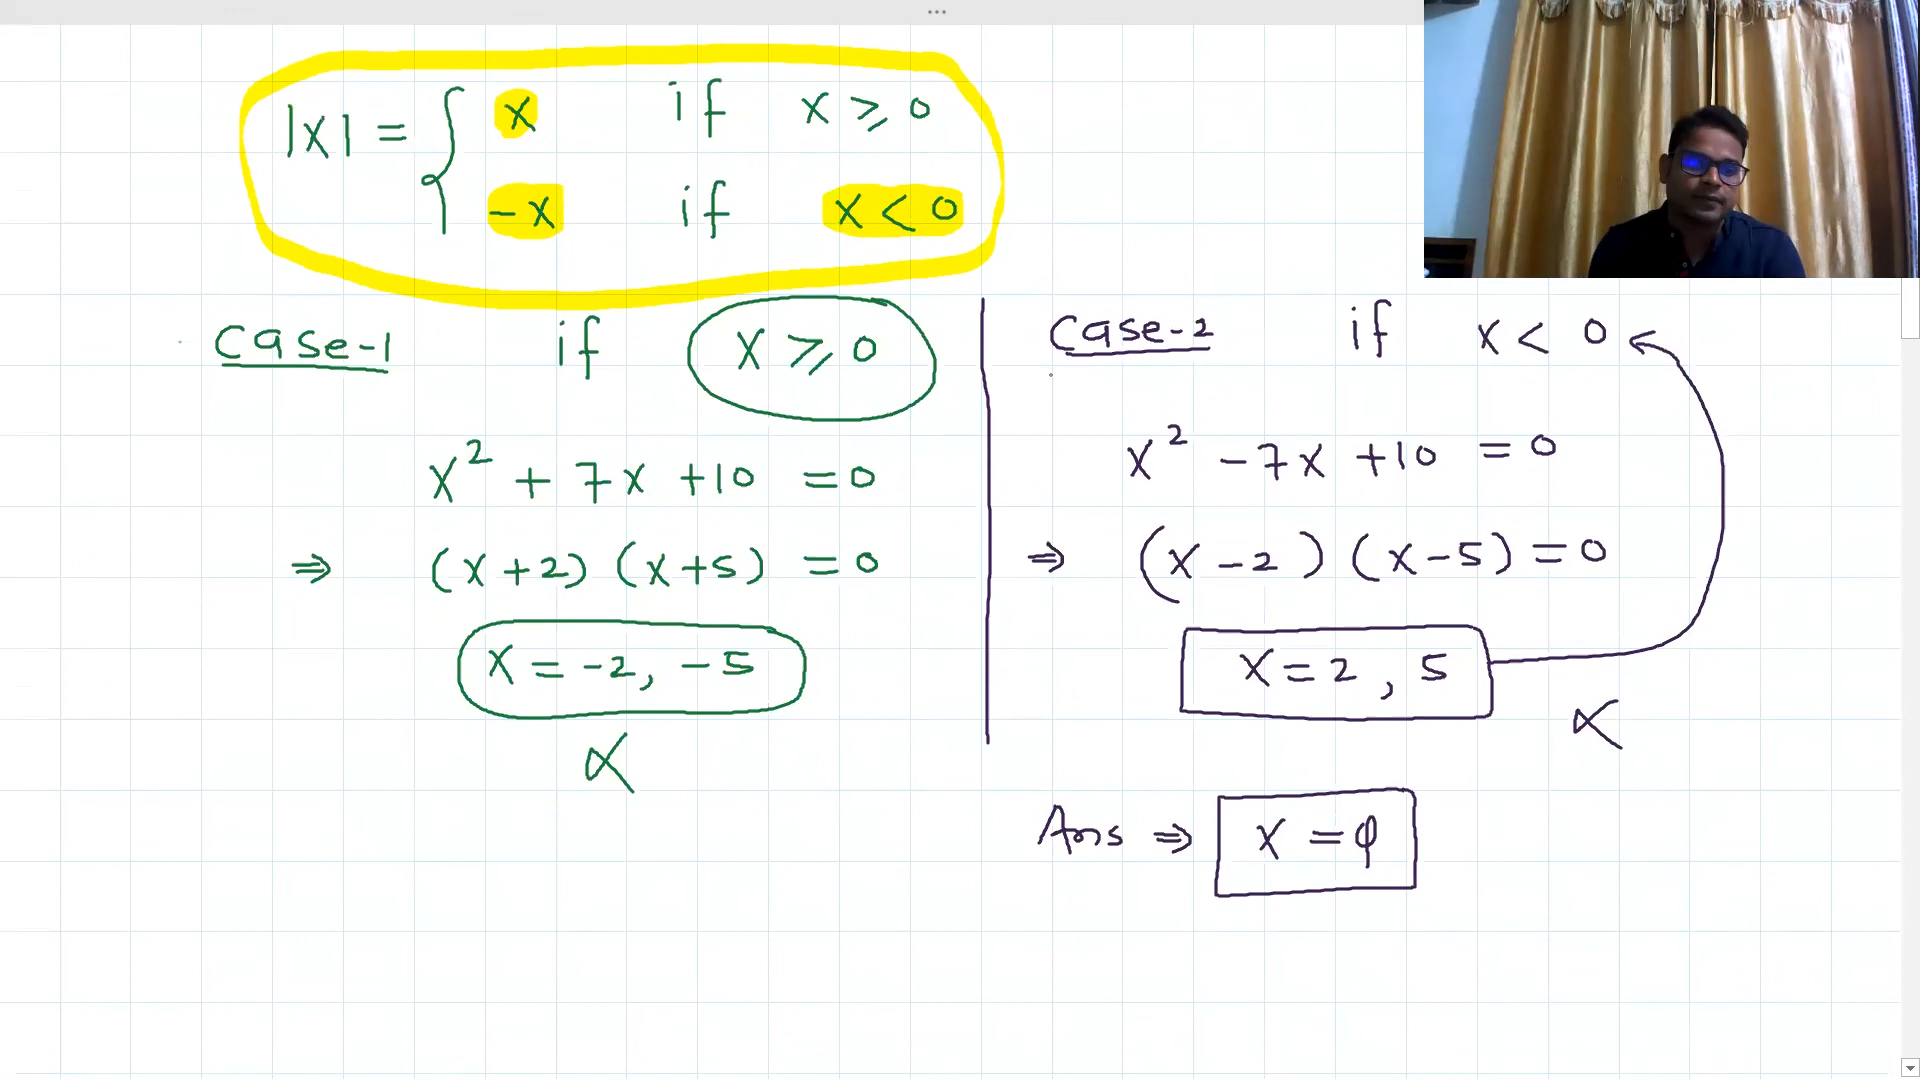 |x| = { x if x ≥ 0
-x if x < 0
Case-1 if x ≥ 0
x² + 7x + 10 = 0
⇒ (x + 2) (x + 5) = 0
x = -2, -5
Case-2 if x < 0
x² - 7x + 10 = 0
⇒ (x - 2) (x - 5) = 0
x = 2, 5
Ans ⇒ x = φ